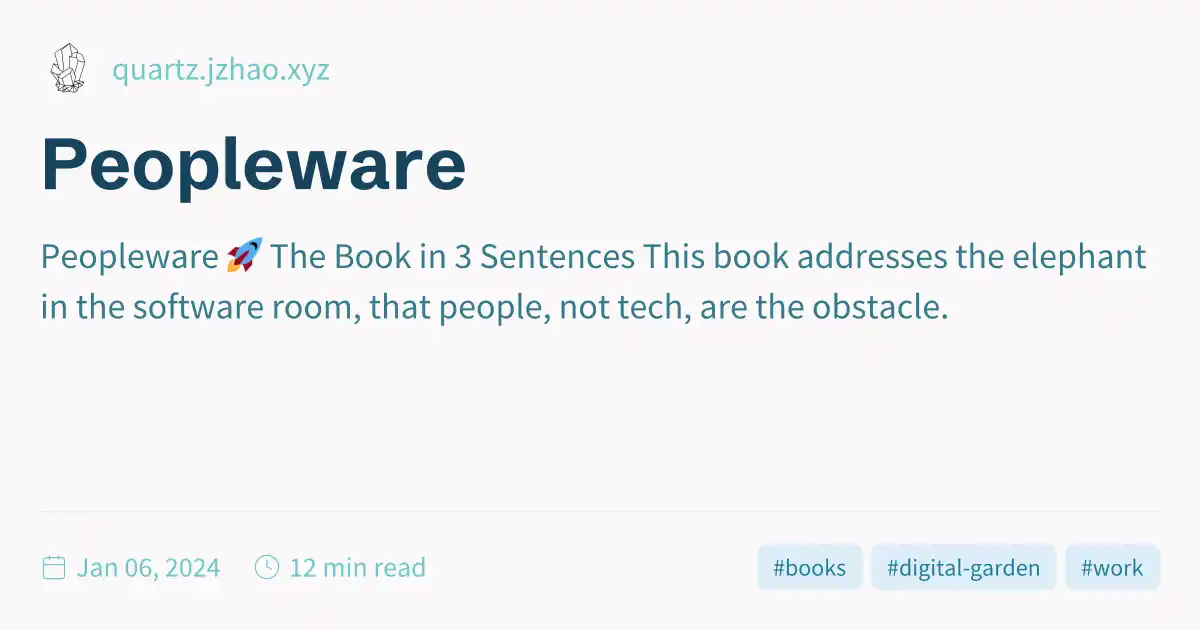 quartz.jzhao.xyz
Peopleware
Peopleware 🚀 The Book in 3 Sentences This book addresses the elephant
in the software room, that people, not tech, are the obstacle.
Jan 06, 2024 12 min read #books #digital-garden #work